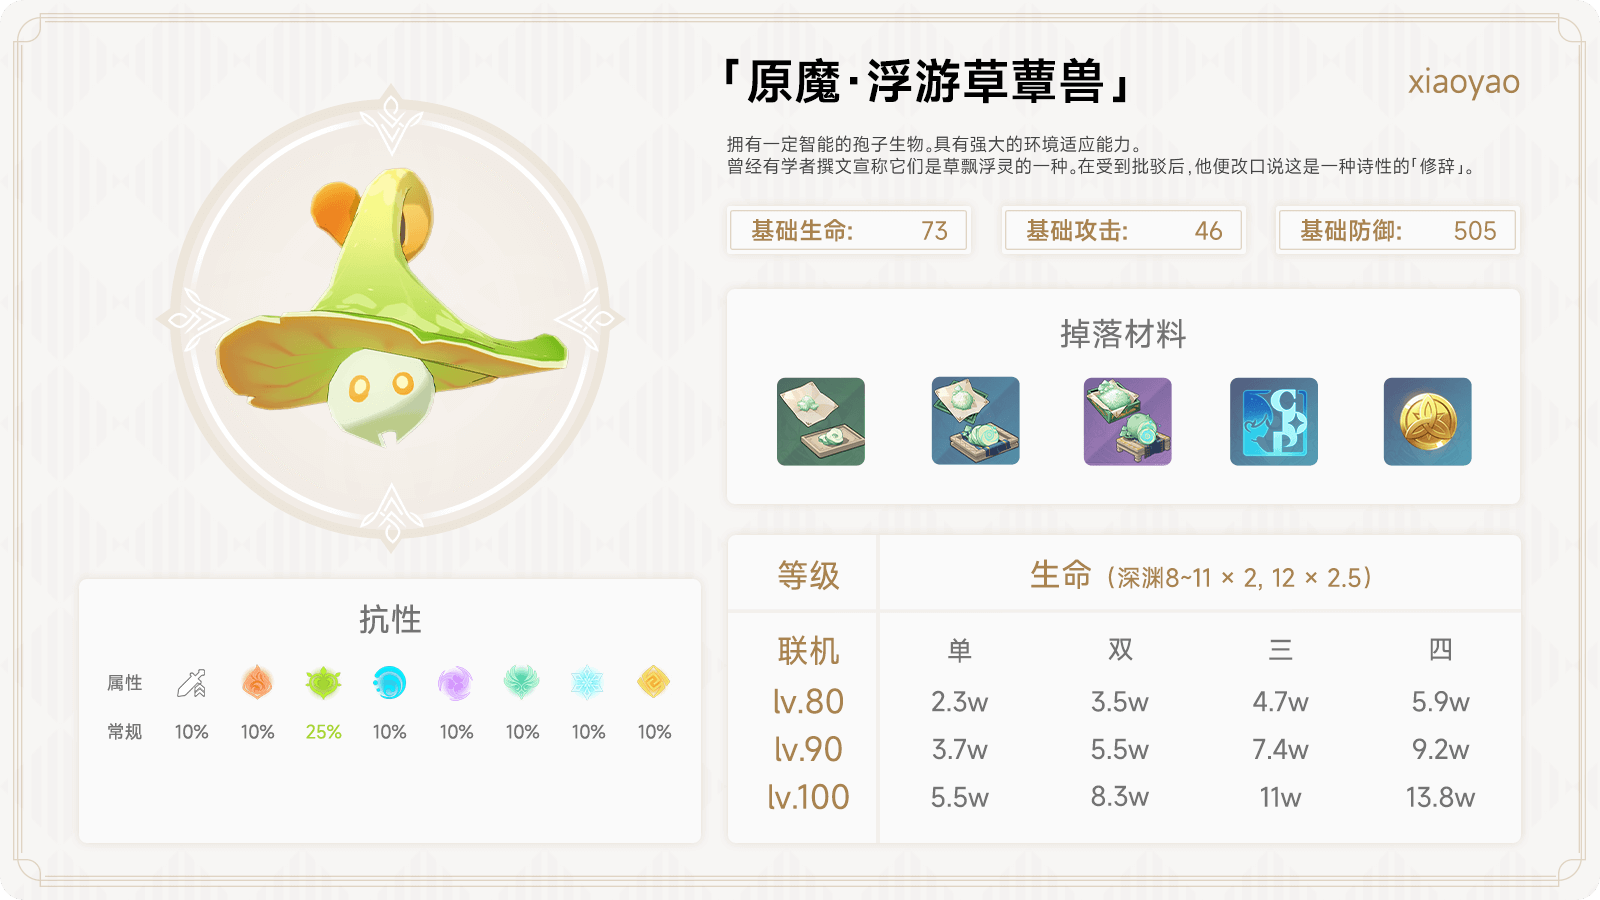 「原魔·浮游草蕈兽」
xiaoyao
拥有一定智能的孢子生物。具有强大的环境适应能力。
曾经有学者撰文宣称它们是草飘浮灵的一种。在受到批驳后，他便改口说这是一种诗性的「修辞」。
基础生命: 73
基础攻击: 46
基础防御: 505
掉落材料
抗性
属性
常规 10% 10% 25% 10% 10% 10% 10% 10%
等级 生命（深渊8~11 × 2, 12 × 2.5）
联机 单 双 三 四
lv.80 2.3w 3.5w 4.7w 5.9w
lv.90 3.7w 5.5w 7.4w 9.2w
lv.100 5.5w 8.3w 11w 13.8w